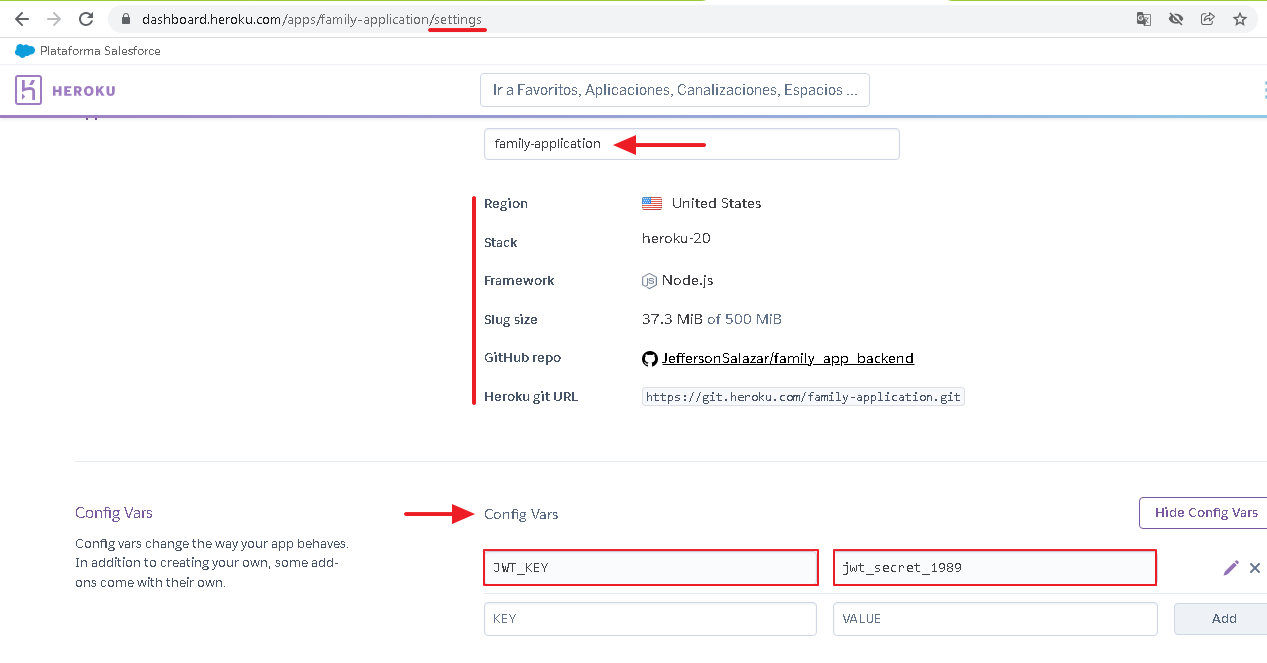 dashboard.heroku.com/apps/family-application/settings
Plataforma Salesforce
HEROKU
Ir a Favoritos, Aplicaciones, Canalizaciones, Espacios ...
family-application
Region United States
Stack heroku-20
Framework Node.js
Slug size 37.3 MiB of 500 MiB
GitHub repo JeffersonSalazar/family_app_backend
Heroku git URL https://git.heroku.com/family-application.git
Config Vars
Config vars change the way your app behaves.
In addition to creating your own, some add-
ons come with their own.
Config Vars
Hide Config Vars
JWT_KEY jwt_secret_1989
KEY VALUE Add